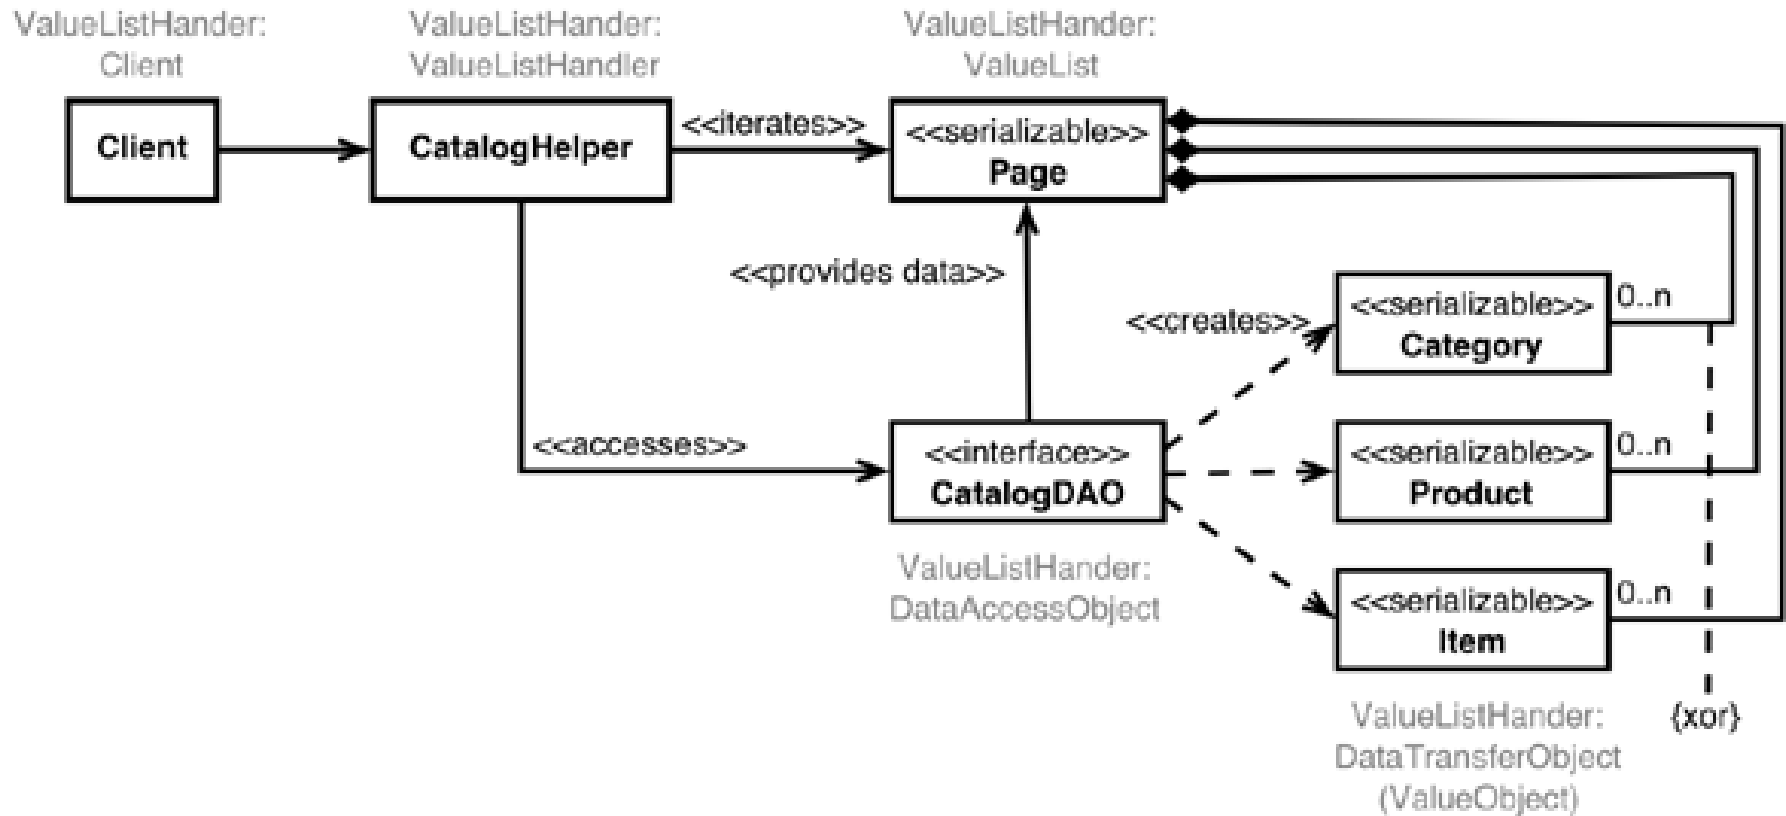 ValueListHander:
Client
ValueListHander:
ValueListHandler
ValueListHander:
ValueList
Client
CatalogHelper
<<iterates>>
<<serializable>>
Page
<<provides data>>
<<creates>>
<<serializable>>
Category
0..n
<<accesses>>
<<interface>>
CatalogDAO
<<serializable>>
Product
0..n
ValueListHander:
DataAccessObject
<<serializable>>
Item
0..n
ValueListHander:
DataTransferObject
(ValueObject)
{xor}